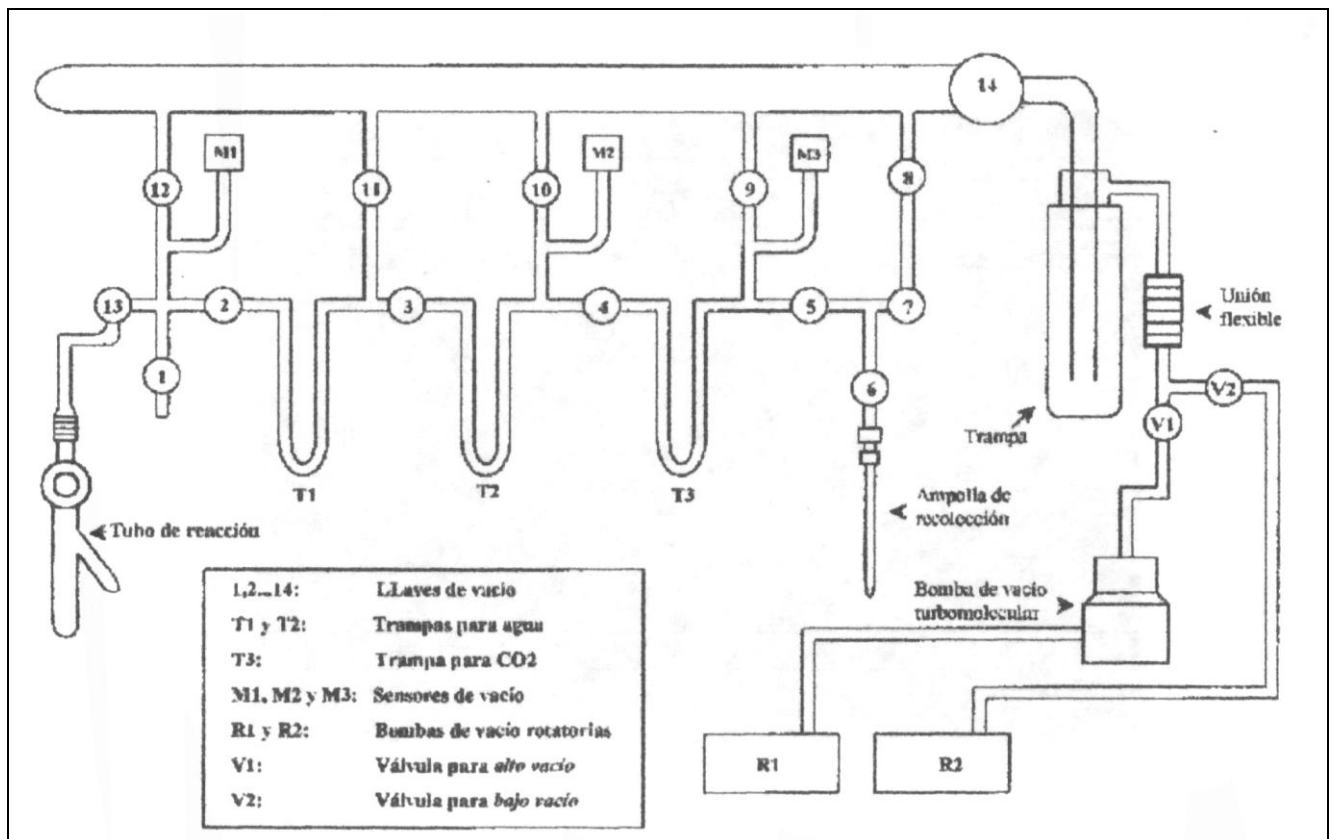 14
M1
M2
M3
12
11
10
9
8
13
2
3
4
5
7
1
6
V2
V1
Unión
flexible
Trampa
T1
T2
T3
Ampolla de
recolección
Tubo de reacción
Bomba de vacío
turbomolecular
1,2...14: LLaves de vacío
T1 y T2: Trampas para agua
T3: Trampa para CO2
M1, M2 y M3: Sensores de vacío
R1 y R2: Bombas de vacío rotatorias
V1: Válvula para alto vacío
V2: Válvula para bajo vacío
R1
R2